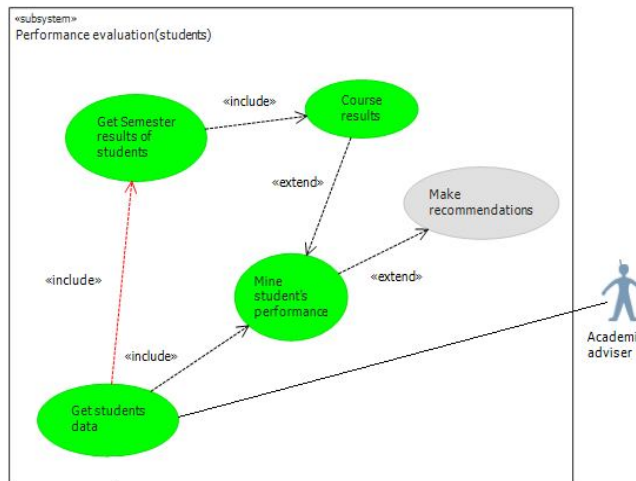 «subsystem»
Performance evaluation(students)
Get Semester
results of
students
«include»
Course
results
«extend»
Make
recommendations
«include»
Mine
student's
performance
«extend»
«include»
Get students
data
Academi
adviser